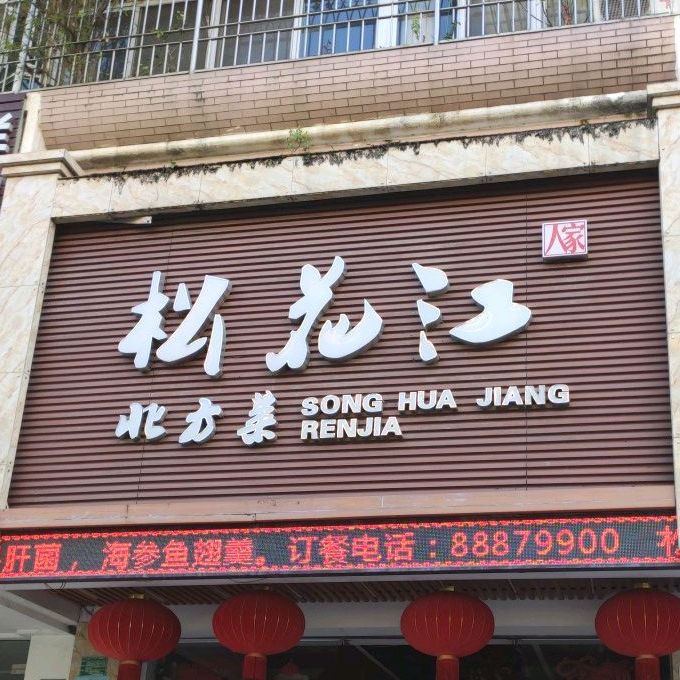 人家
松花江
北方菜 SONG HUA JIANG
RENJIA
肝菌，海参鱼翅羹。订餐电话：88879900